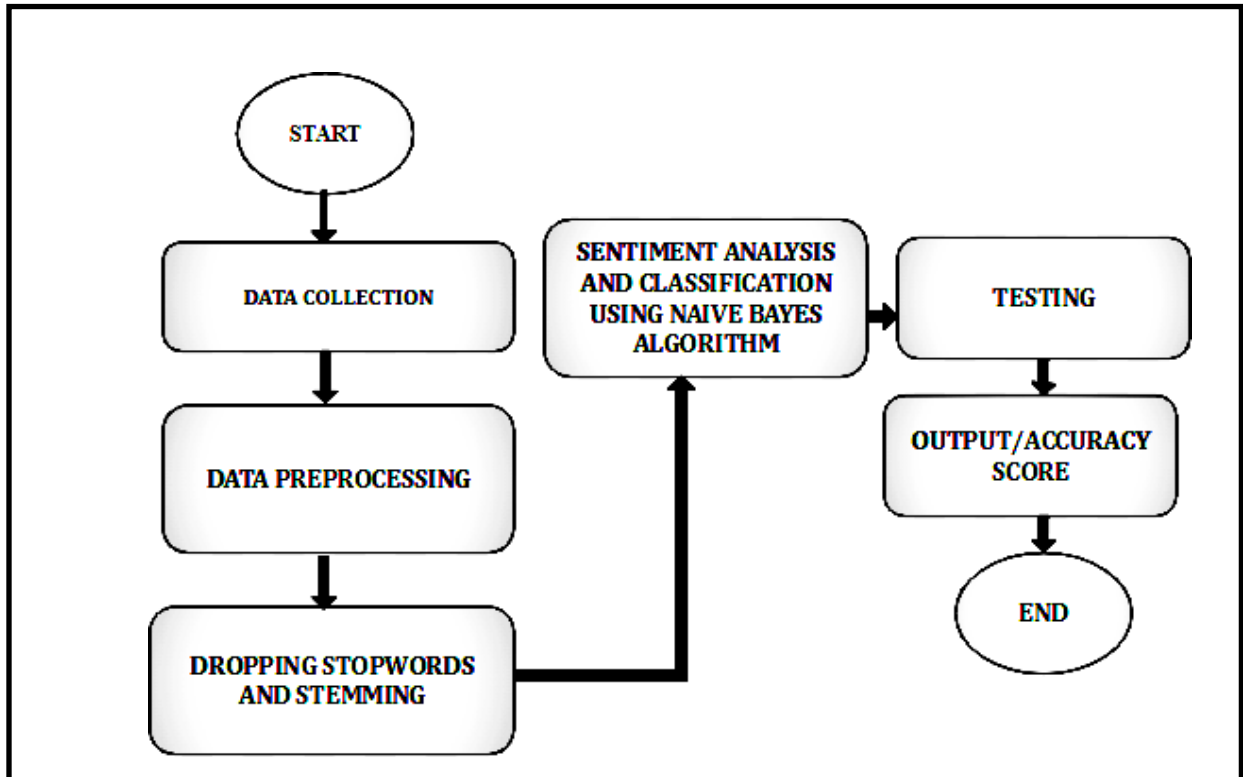 START
DATA COLLECTION
DATA PREPROCESSING
DROPPING STOPWORDS
AND STEMMING
SENTIMENT ANALYSIS
AND CLASSIFICATION
USING NAIVE BAYES
ALGORITHM
TESTING
OUTPUT/ACCURACY
SCORE
END